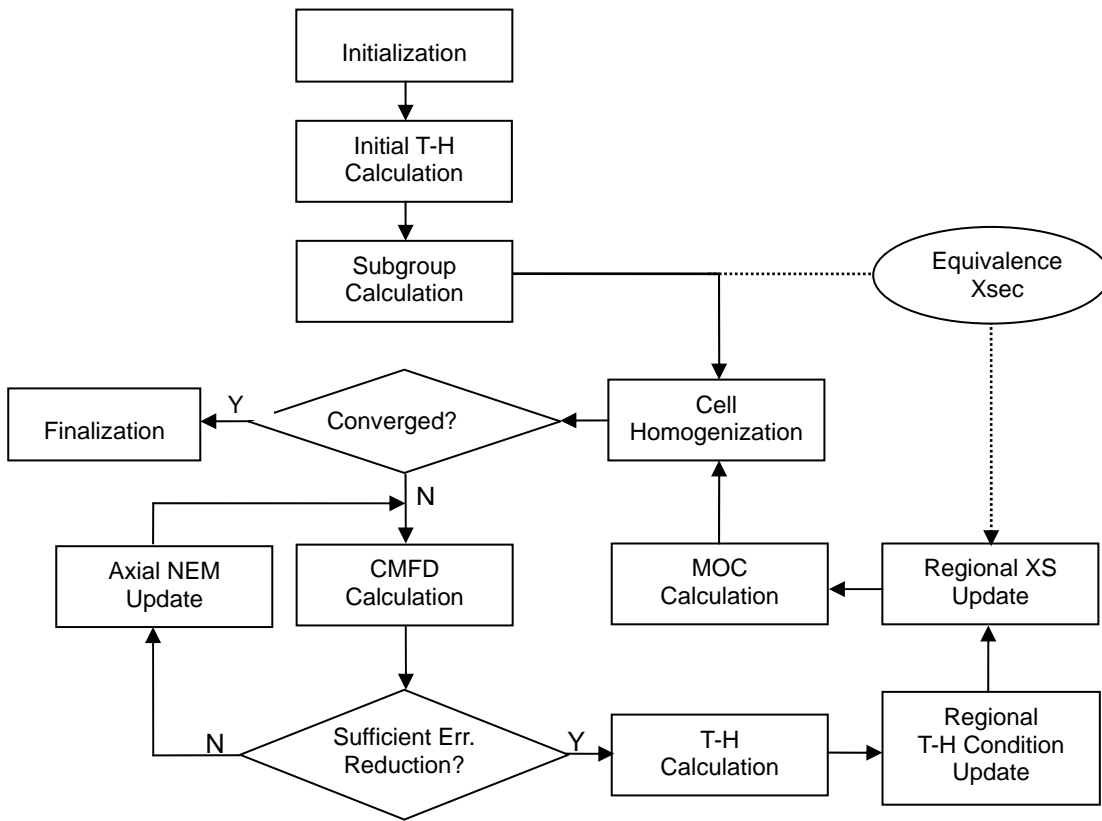 Initialization
Initial T-H
Calculation
Subgroup
Calculation
Equivalence
Xsec
Y
Finalization
Converged?
Cell
Homogenization
N
Axial NEM
Update
CMFD
Calculation
MOC
Calculation
Regional XS
Update
N
Sufficient Err.
Reduction?
Y
T-H
Calculation
Regional
T-H Condition
Update